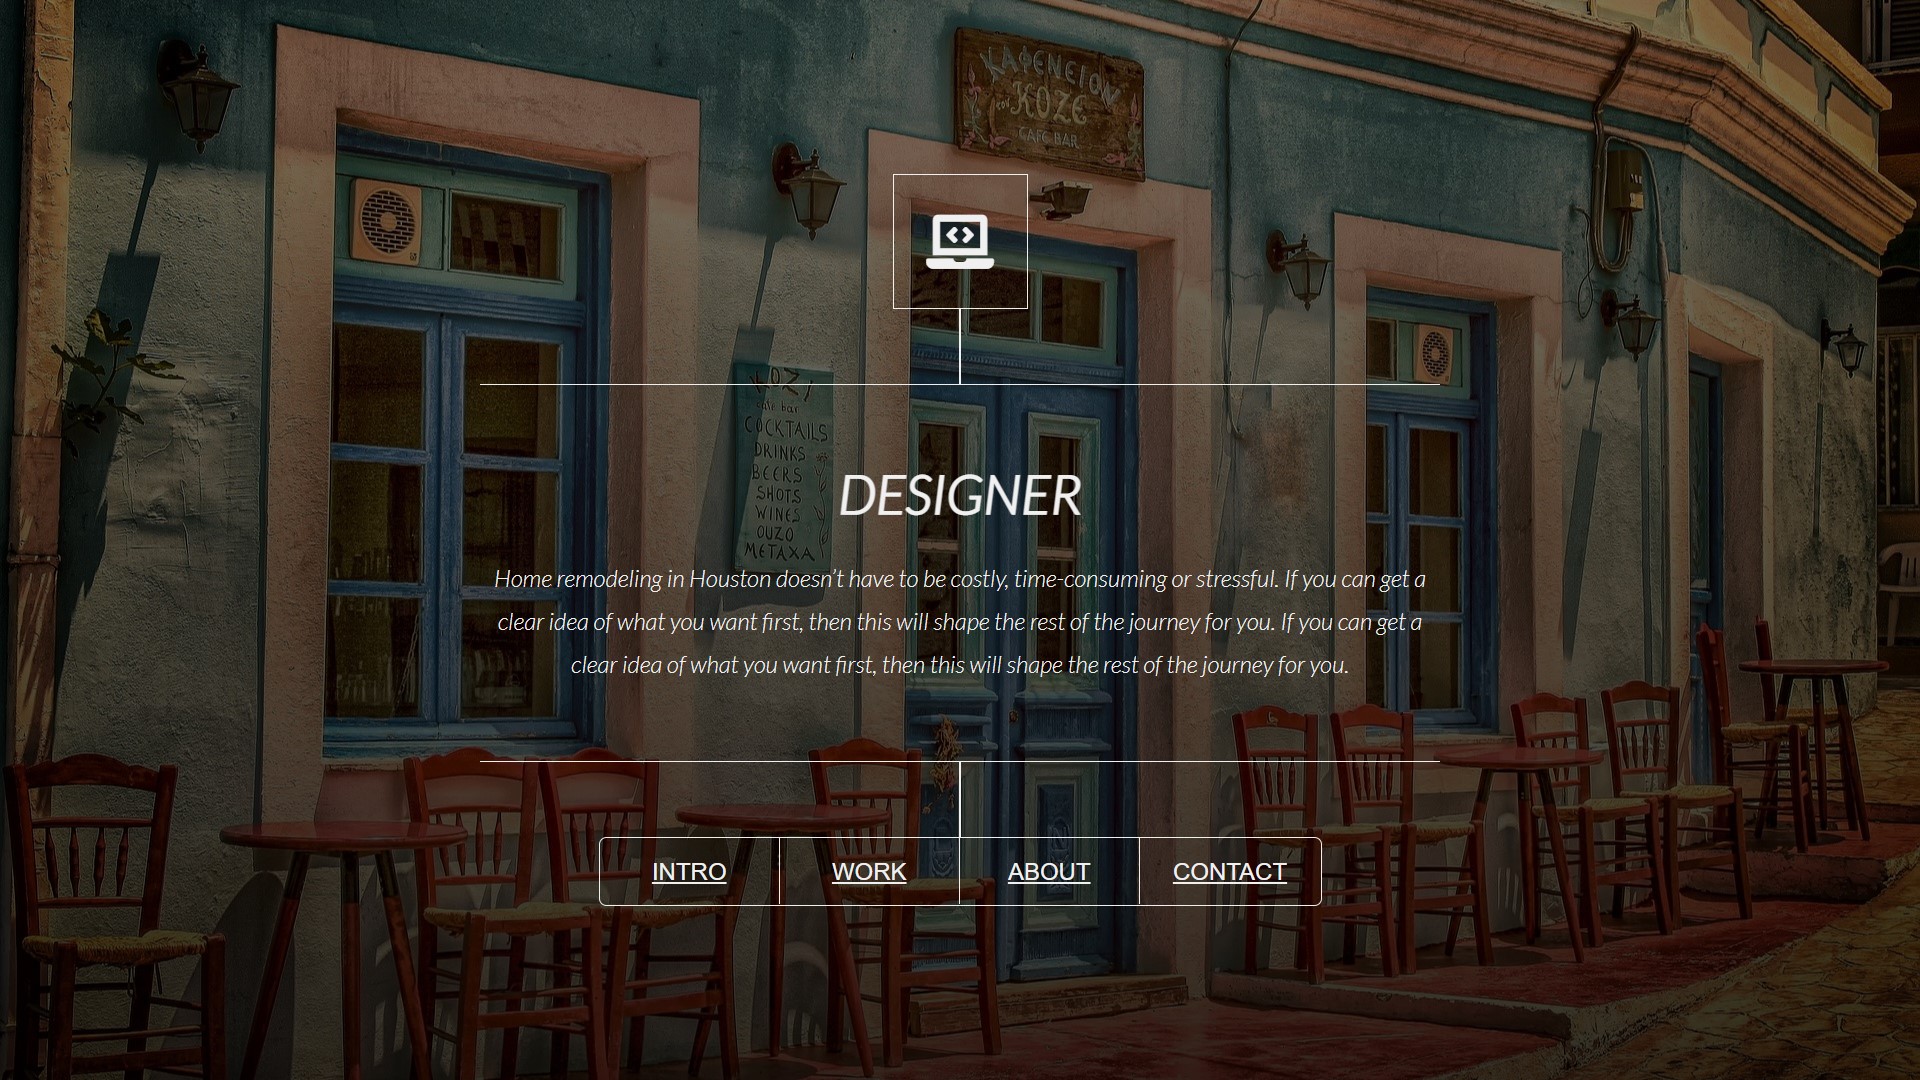 ΚΑΦΕΝΕΙΟΝ
του ΚΟΖΕ
CAFE BAR
KOZI
cafe bar
COCKTAILS
DRINKS
BEERS
SHOTS
WINES
OUZO
METAXA
DESIGNER
Home remodeling in Houston doesn’t have to be costly, time-consuming or stressful. If you can get a
clear idea of what you want first, then this will shape the rest of the journey for you. If you can get a
clear idea of what you want first, then this will shape the rest of the journey for you.
INTRO
WORK
ABOUT
CONTACT